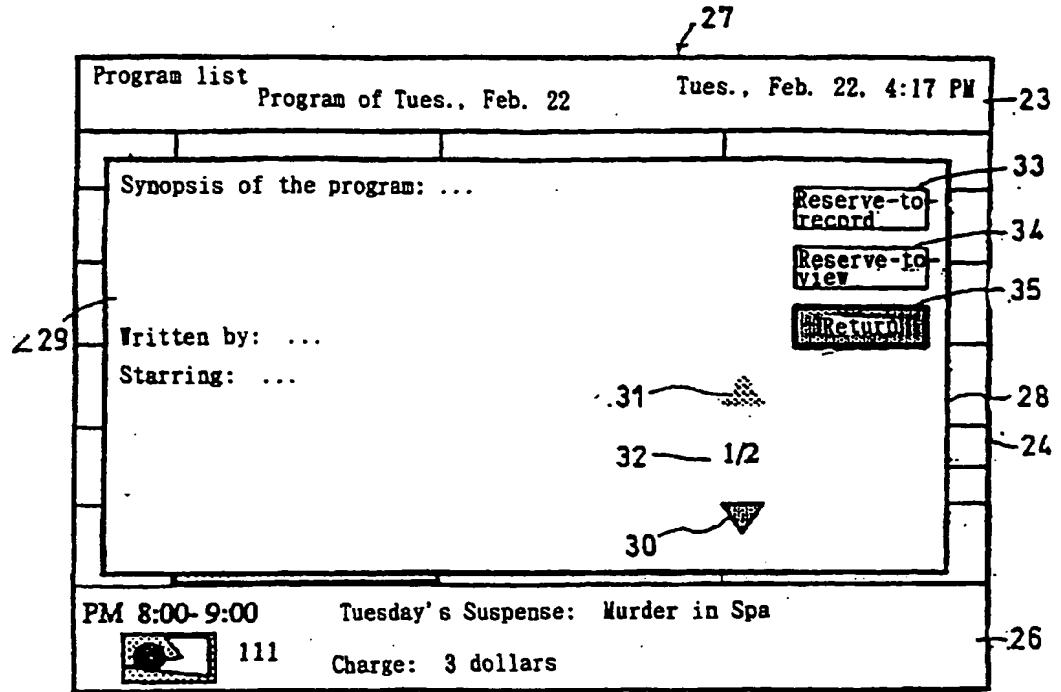 27
Program list
Program of Tues., Feb. 22
Tues., Feb. 22, 4:17 PM
23
Synopsis of the program: ...
33
Reserve-to-
record
34
Reserve-to-
view
35
Return
29
Written by: ...
Starring: ...
31
28
24
32
1/2
30
PM 8:00-9:00
Tuesday's Suspense: Murder in Spa
26
111
Charge: 3 dollars